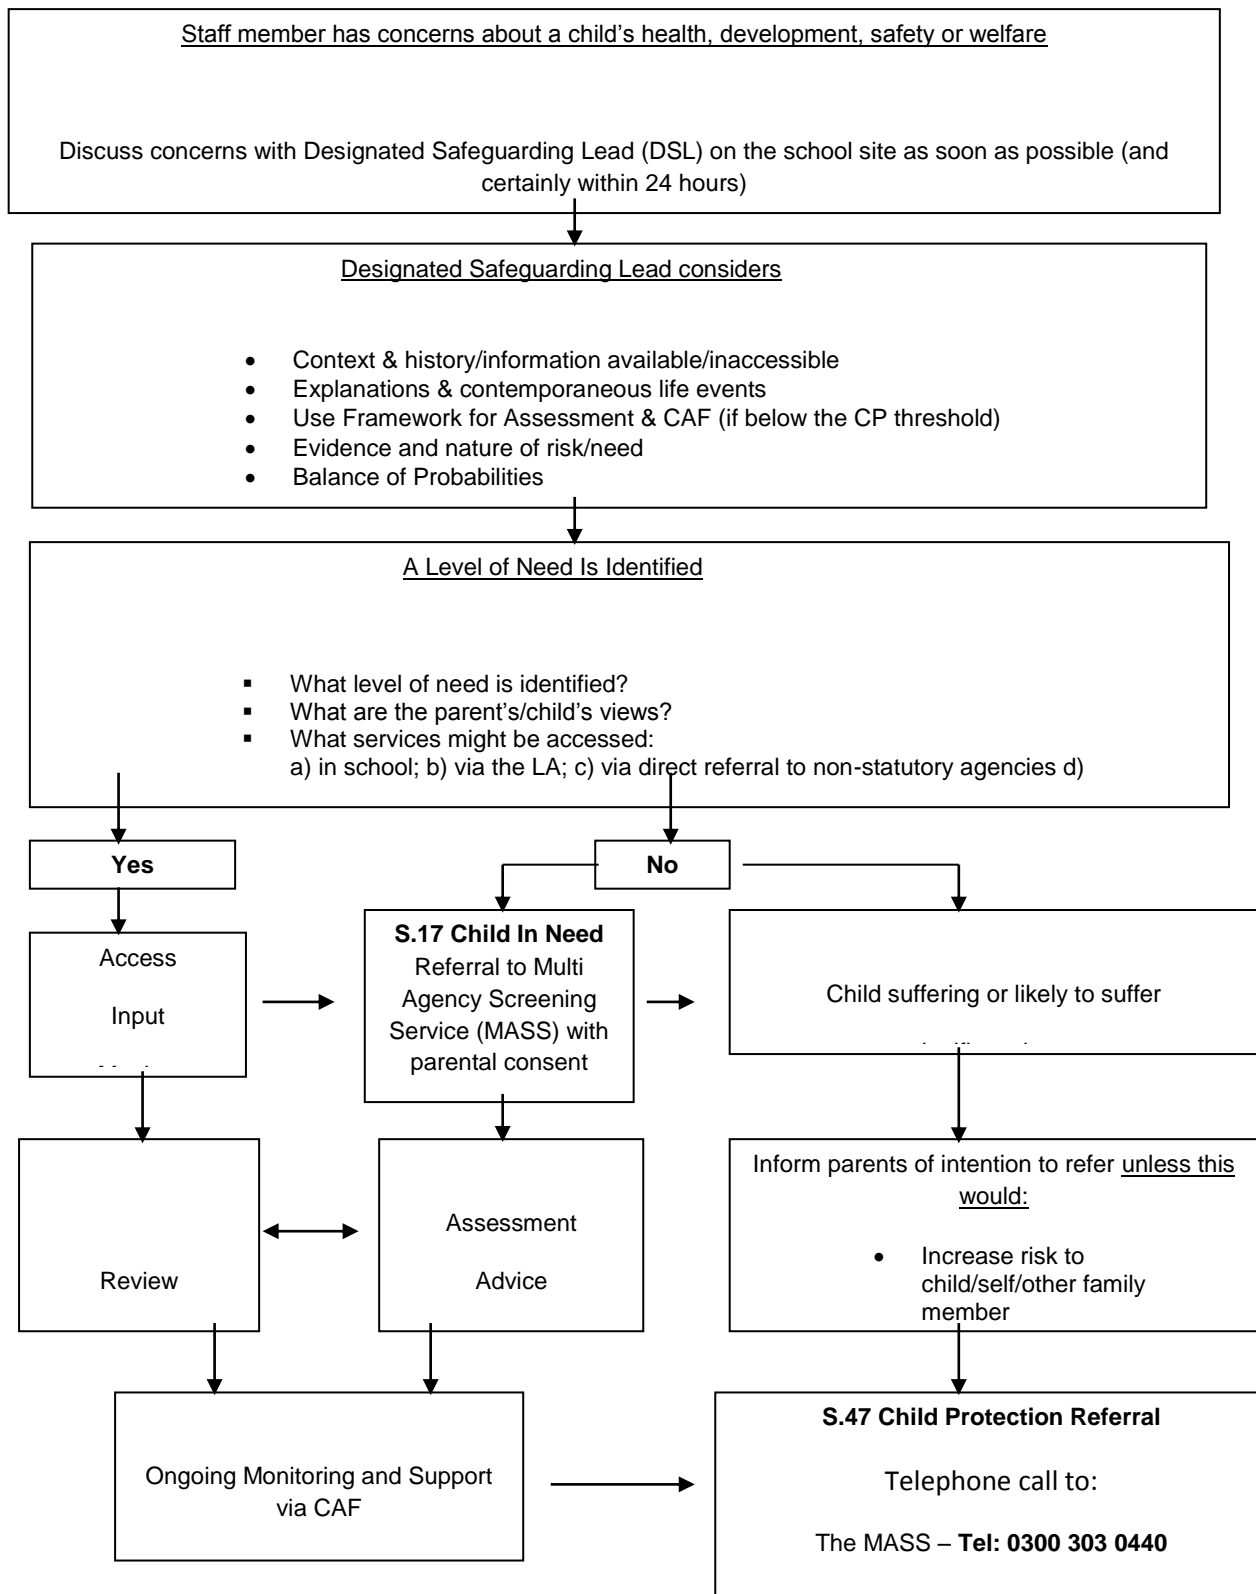 Staff member has concerns about a child’s health, development, safety or welfare
Discuss concerns with Designated Safeguarding Lead (DSL) on the school site as soon as possible (and
certainly within 24 hours)
Designated Safeguarding Lead considers
• Context & history/information available/inaccessible
• Explanations & contemporaneous life events
• Use Framework for Assessment & CAF (if below the CP threshold)
• Evidence and nature of risk/need
• Balance of Probabilities
A Level of Need Is Identified
▪ What level of need is identified?
▪ What are the parent’s/child’s views?
▪ What services might be accessed:
a) in school; b) via the LA; c) via direct referral to non-statutory agencies d)
Yes
No
Access
Input
S.17 Child In Need
Referral to Multi
Agency Screening
Service (MASS) with
parental consent
Child suffering or likely to suffer
Review
Assessment
Advice
Inform parents of intention to refer unless this
would:
• Increase risk to
child/self/other family
member
Ongoing Monitoring and Support
via CAF
S.47 Child Protection Referral
Telephone call to:
The MASS – Tel: 0300 303 0440